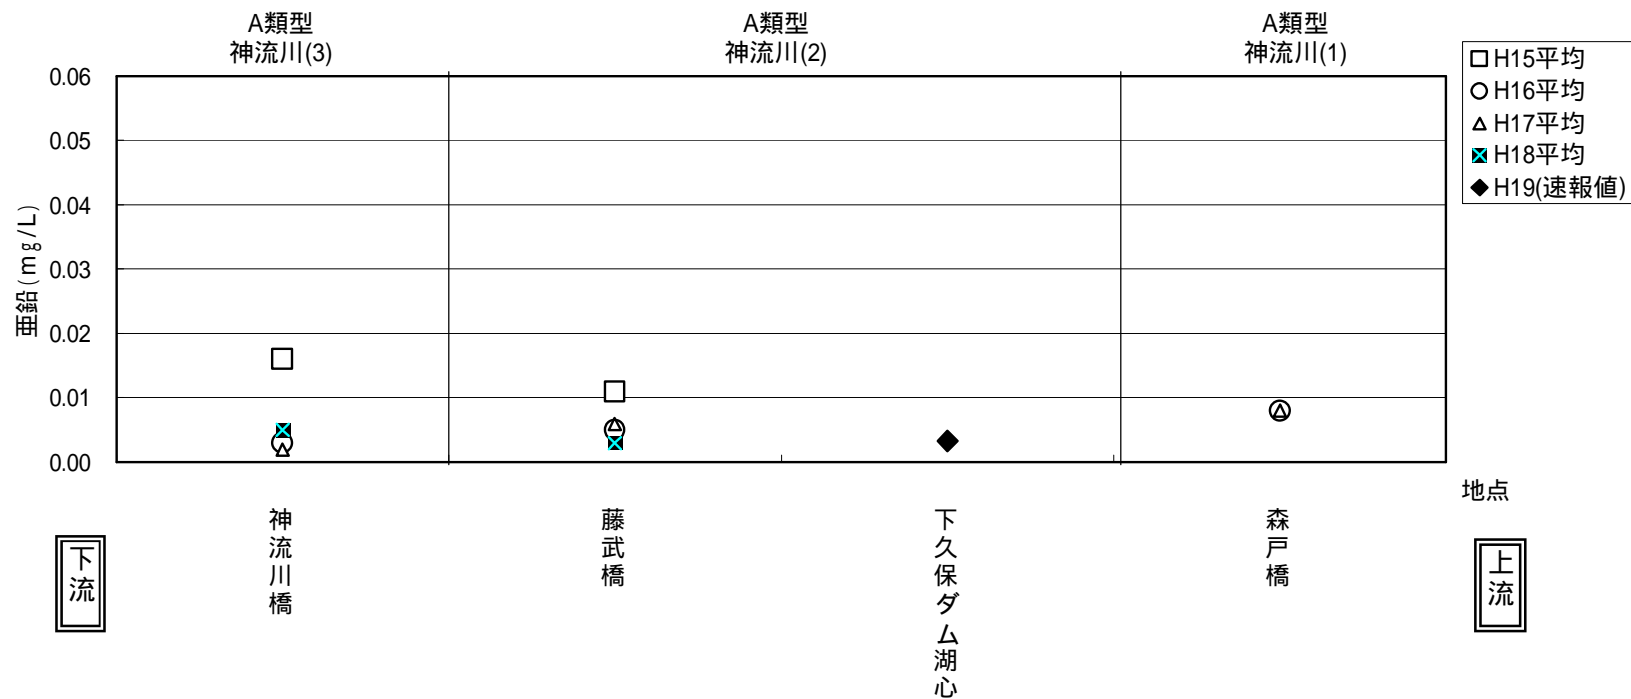 A類型
神流川(3)
A類型
神流川(2)
A類型
神流川(1)
□H15平均
○H16平均
△H17平均
H18平均
◆H19(速報値)
亜鉛(mg/L)
0.06
0.05
0.04
0.03
0.02
0.01
0.00
地点
神流川橋
藤武橋
下久保ダム湖心
森戸橋
下流
上流